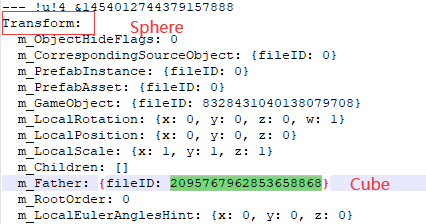 --- !u!4 &1454012744379157888
Transform:
Sphere
m_ObjectHideFlags: 0
m_CorrespondingSourceObject: {fileID: 0}
m_PrefabInstance: {fileID: 0}
m_PrefabAsset: {fileID: 0}
m_GameObject: {fileID: 8328431040138079708}
m_LocalRotation: {x: 0, y: 0, z: 0, w: 1}
m_LocalPosition: {x: 0, y: 0, z: 0}
m_LocalScale: {x: 1, y: 1, z: 1}
m_Children: []
m_Father: {fileID: 2095767962853658868} Cube
m_RootOrder: 0
m_LocalEulerAnglesHint: {x: 0, y: 0, z: 0}